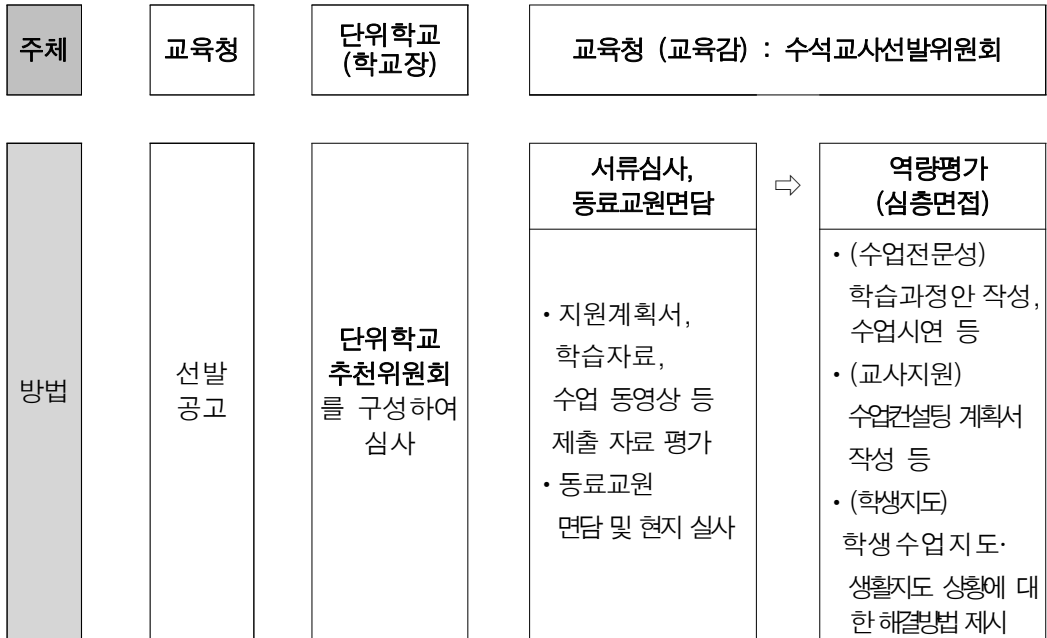 주체
교육청
단위학교
(학교장)
교육청 (교육감) : 수석교사선발위원회
방법
선발
공고
단위학교
추천위원회
를 구성하여
심사
서류심사,
동료교원면담
• 지원계획서,
학습자료,
수업 동영상 등
제출 자료 평가
• 동료교원
면담 및 현지 실사
⇨
역량평가
(심층면접)
• (수업전문성)
학습과정안 작성,
수업시연 등
• (교사지원)
수업컨설팅 계획서
작성 등
• (학생지도)
학생 수업 지도·
생활지도 상황에 대
한 해결방법 제시